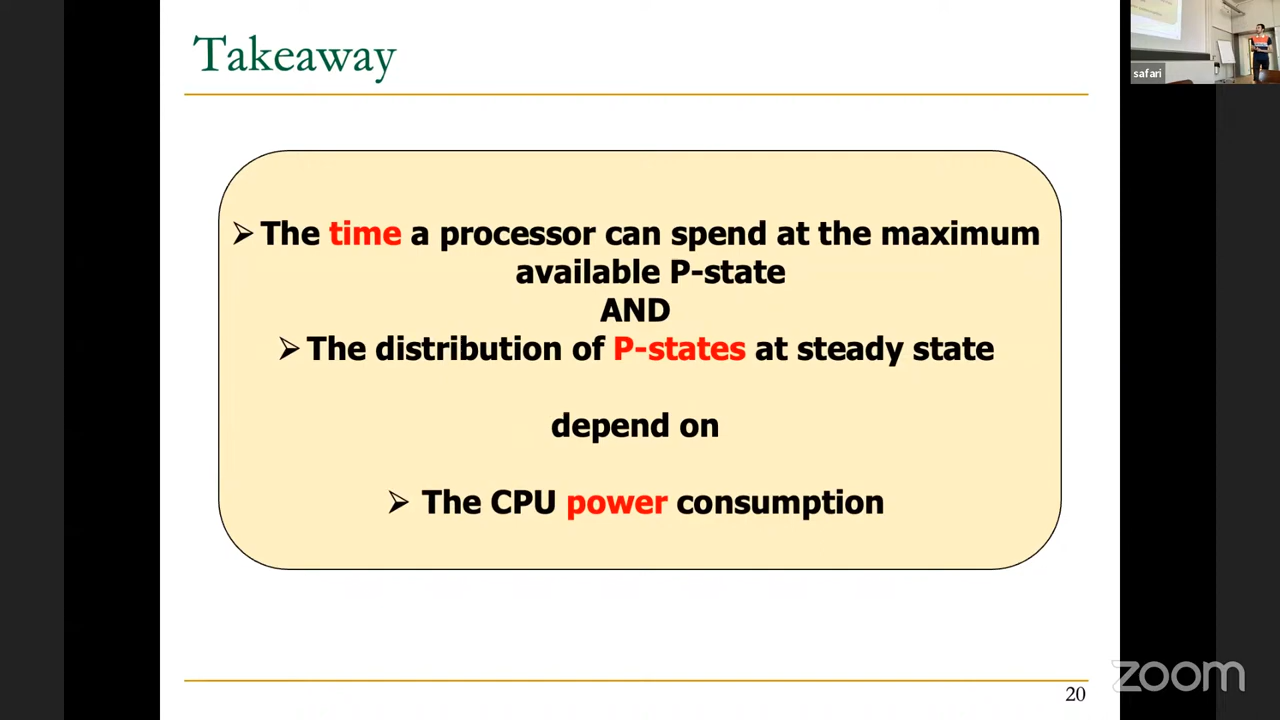 Takeaway
safari
➢ The time a processor can spend at the maximum
available P-state
AND
➢ The distribution of P-states at steady state
depend on
➢ The CPU power consumption
20
zoom